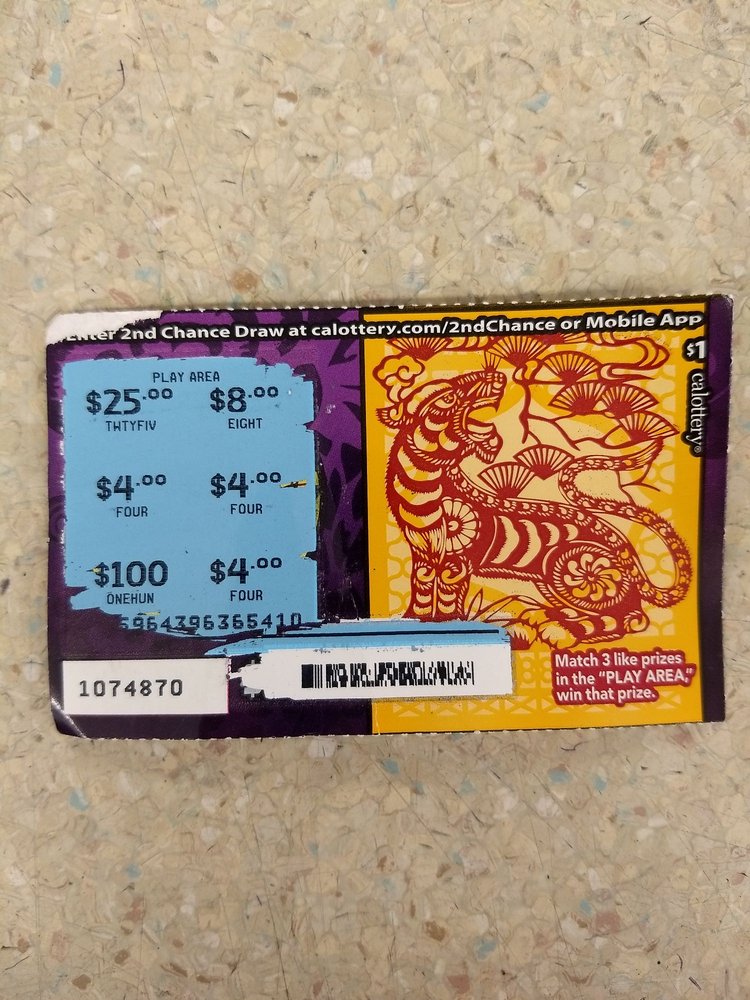 Enter 2nd Chance Draw at calottery.com/2ndChance or Mobile App
$1 calottery®
PLAY AREA
$25.00 $8.00
TWTYFIV EIGHT
$4.00 $4.00
FOUR FOUR
$100 $4.00
ONEHUN FOUR
5964396365410
1074870
Match 3 like prizes
in the “PLAY AREA,”
win that prize.